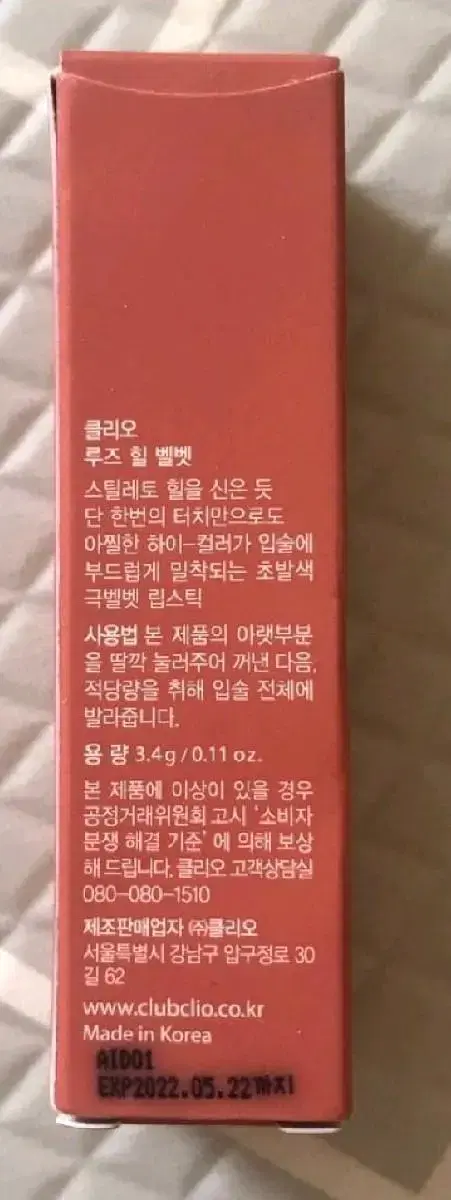 클리오
루즈 힐 벨벳
스틸레토 힐을 신은 듯
단 한번의 터치만으로도
아찔한 하이-컬러가 입술에
부드럽게 밀착되는 초발색
극벨벳 립스틱
사용법 본 제품의 아랫부분
을 딸깍 눌러주어 꺼낸 다음,
적당량을 취해 입술 전체에
발라줍니다.
용 량 3.4g / 0.11 oz.
본 제품에 이상이 있을 경우
공정거래위원회 고시 '소비자
분쟁 해결 기준' 에 의해 보상
해 드립니다. 클리오 고객상담실
080-080-1510
제조판매업자 ㈜클리오
서울특별시 강남구 압구정로 30
길 62
www.clubclio.co.kr
Made in Korea
AID01
EXP2022.05.22까지